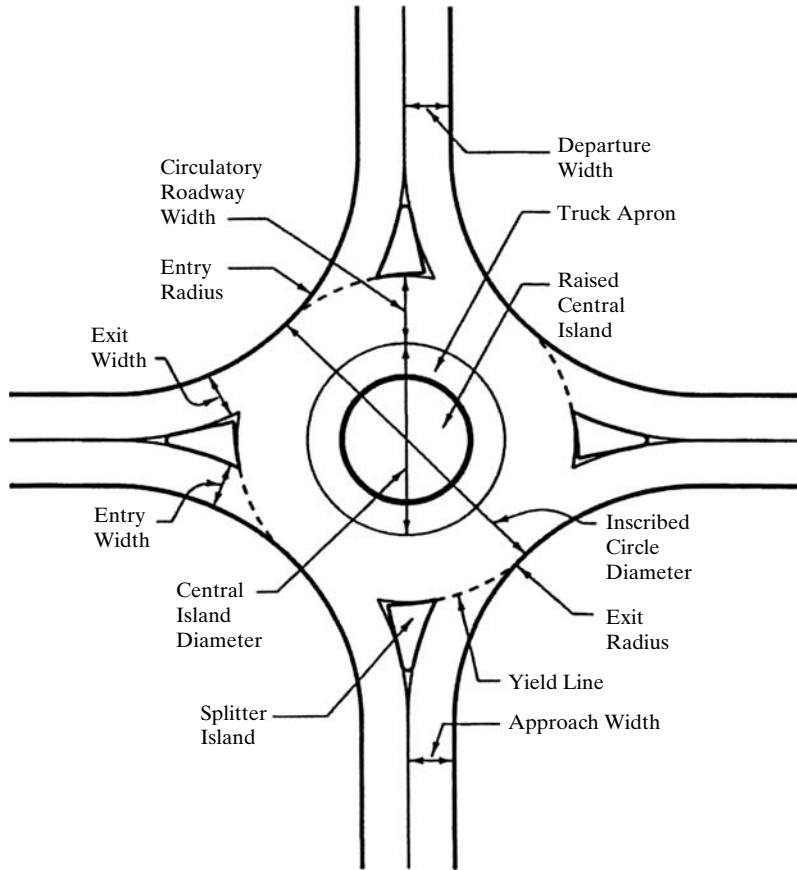 Departure
Width
Circulatory
Roadway
Width
Truck Apron
Entry
Radius
Raised
Central
Island
Exit
Width
Entry
Width
Inscribed
Circle
Diameter
Central
Island
Diameter
Exit
Radius
Yield Line
Splitter
Island
Approach Width